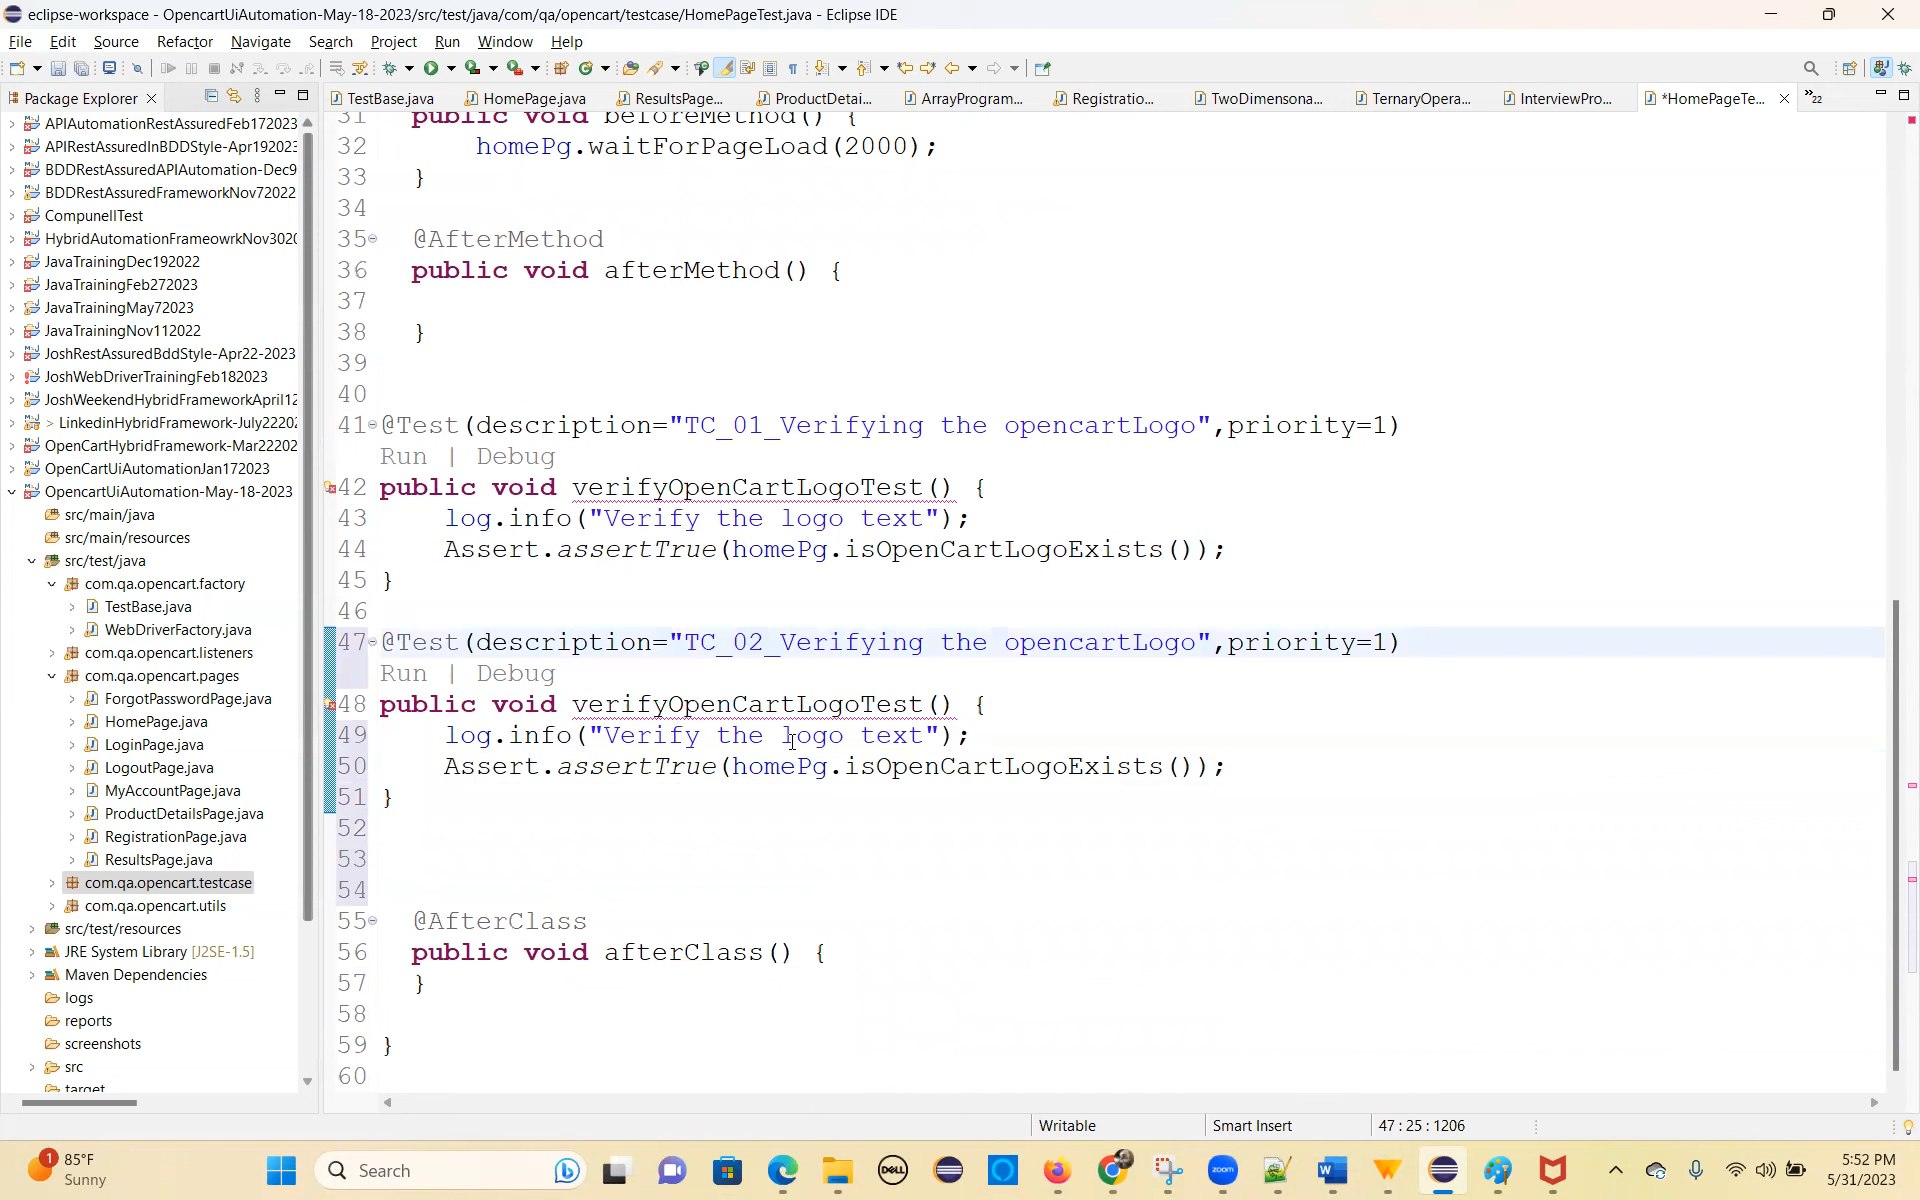 eclipse-workspace - OpencartUiAutomation-May-18-2023/src/test/java/com/qa/opencart/testcase/HomePageTest.java - Eclipse IDE
File Edit Source Refactor Navigate Search Project Run Window Help
Package Explorer
TestBase.java HomePage.java ResultsPage... ProductDetai... ArrayProgram... Registratio... TwoDimensona... TernaryOpera... InterviewPro... *HomePageTe... »22
APIAutomationRestAssuredFeb172023
APIRestAssuredInBDDStyle-Apr192023
BDDRestAssuredAPIAutomation-Dec9
BDDRestAssuredFrameworkNov72022
CompunellTest
HybridAutomationFrameowrkNov302
JavaTrainingDec192022
JavaTrainingFeb272023
JavaTrainingMay72023
JavaTrainingNov112022
JoshRestAssuredBddStyle-Apr22-2023
JoshWebDriverTrainingFeb182023
JoshWeekendHybridFrameworkApril12
> LinkedinHybridFramework-July2220
OpenCartHybridFramework-Mar22202
OpenCartUiAutomationJan172023
OpencartUiAutomation-May-18-2023
src/main/java
src/main/resources
src/test/java
com.qa.opencart.factory
TestBase.java
WebDriverFactory.java
com.qa.opencart.listeners
com.qa.opencart.pages
ForgotPasswordPage.java
HomePage.java
LoginPage.java
LogoutPage.java
MyAccountPage.java
ProductDetailsPage.java
RegistrationPage.java
ResultsPage.java
com.qa.opencart.testcase
com.qa.opencart.utils
src/test/resources
JRE System Library [J2SE-1.5]
Maven Dependencies
logs
reports
screenshots
src
target
31 public void beforeMethod() {
32 homePg.waitForPageLoad(2000);
33 }
34
35 @AfterMethod
36 public void afterMethod() {
37
38 }
39
40
41 @Test(description="TC_01_Verifying the opencartLogo",priority=1)
Run | Debug
42 public void verifyOpenCartLogoTest() {
43 log.info("Verify the logo text");
44 Assert.assertTrue(homePg.isOpenCartLogoExists());
45 }
46
47 @Test(description="TC_02_Verifying the opencartLogo",priority=1)
Run | Debug
48 public void verifyOpenCartLogoTest() {
49 log.info("Verify the logo text");
50 Assert.assertTrue(homePg.isOpenCartLogoExists());
51 }
52
53
54
55 @AfterClass
56 public void afterClass() {
57 }
58
59 }
60
Writable Smart Insert 47 : 25 : 1206
1 85°F
Sunny
Search
DELL
zoom
5:52 PM
5/31/2023